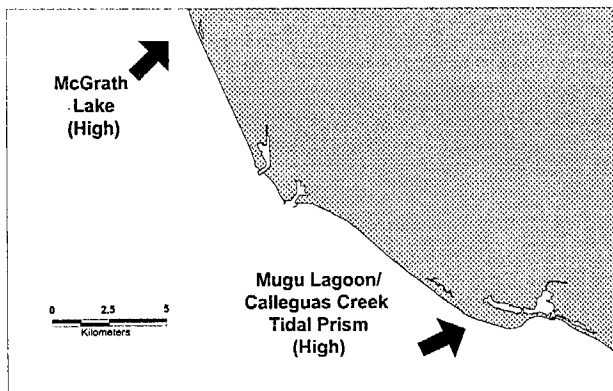 McGrath
Lake
(High)
Mugu Lagoon/
Calleguas Creek
Tidal Prism
(High)
0 2.5 5
Kilometers